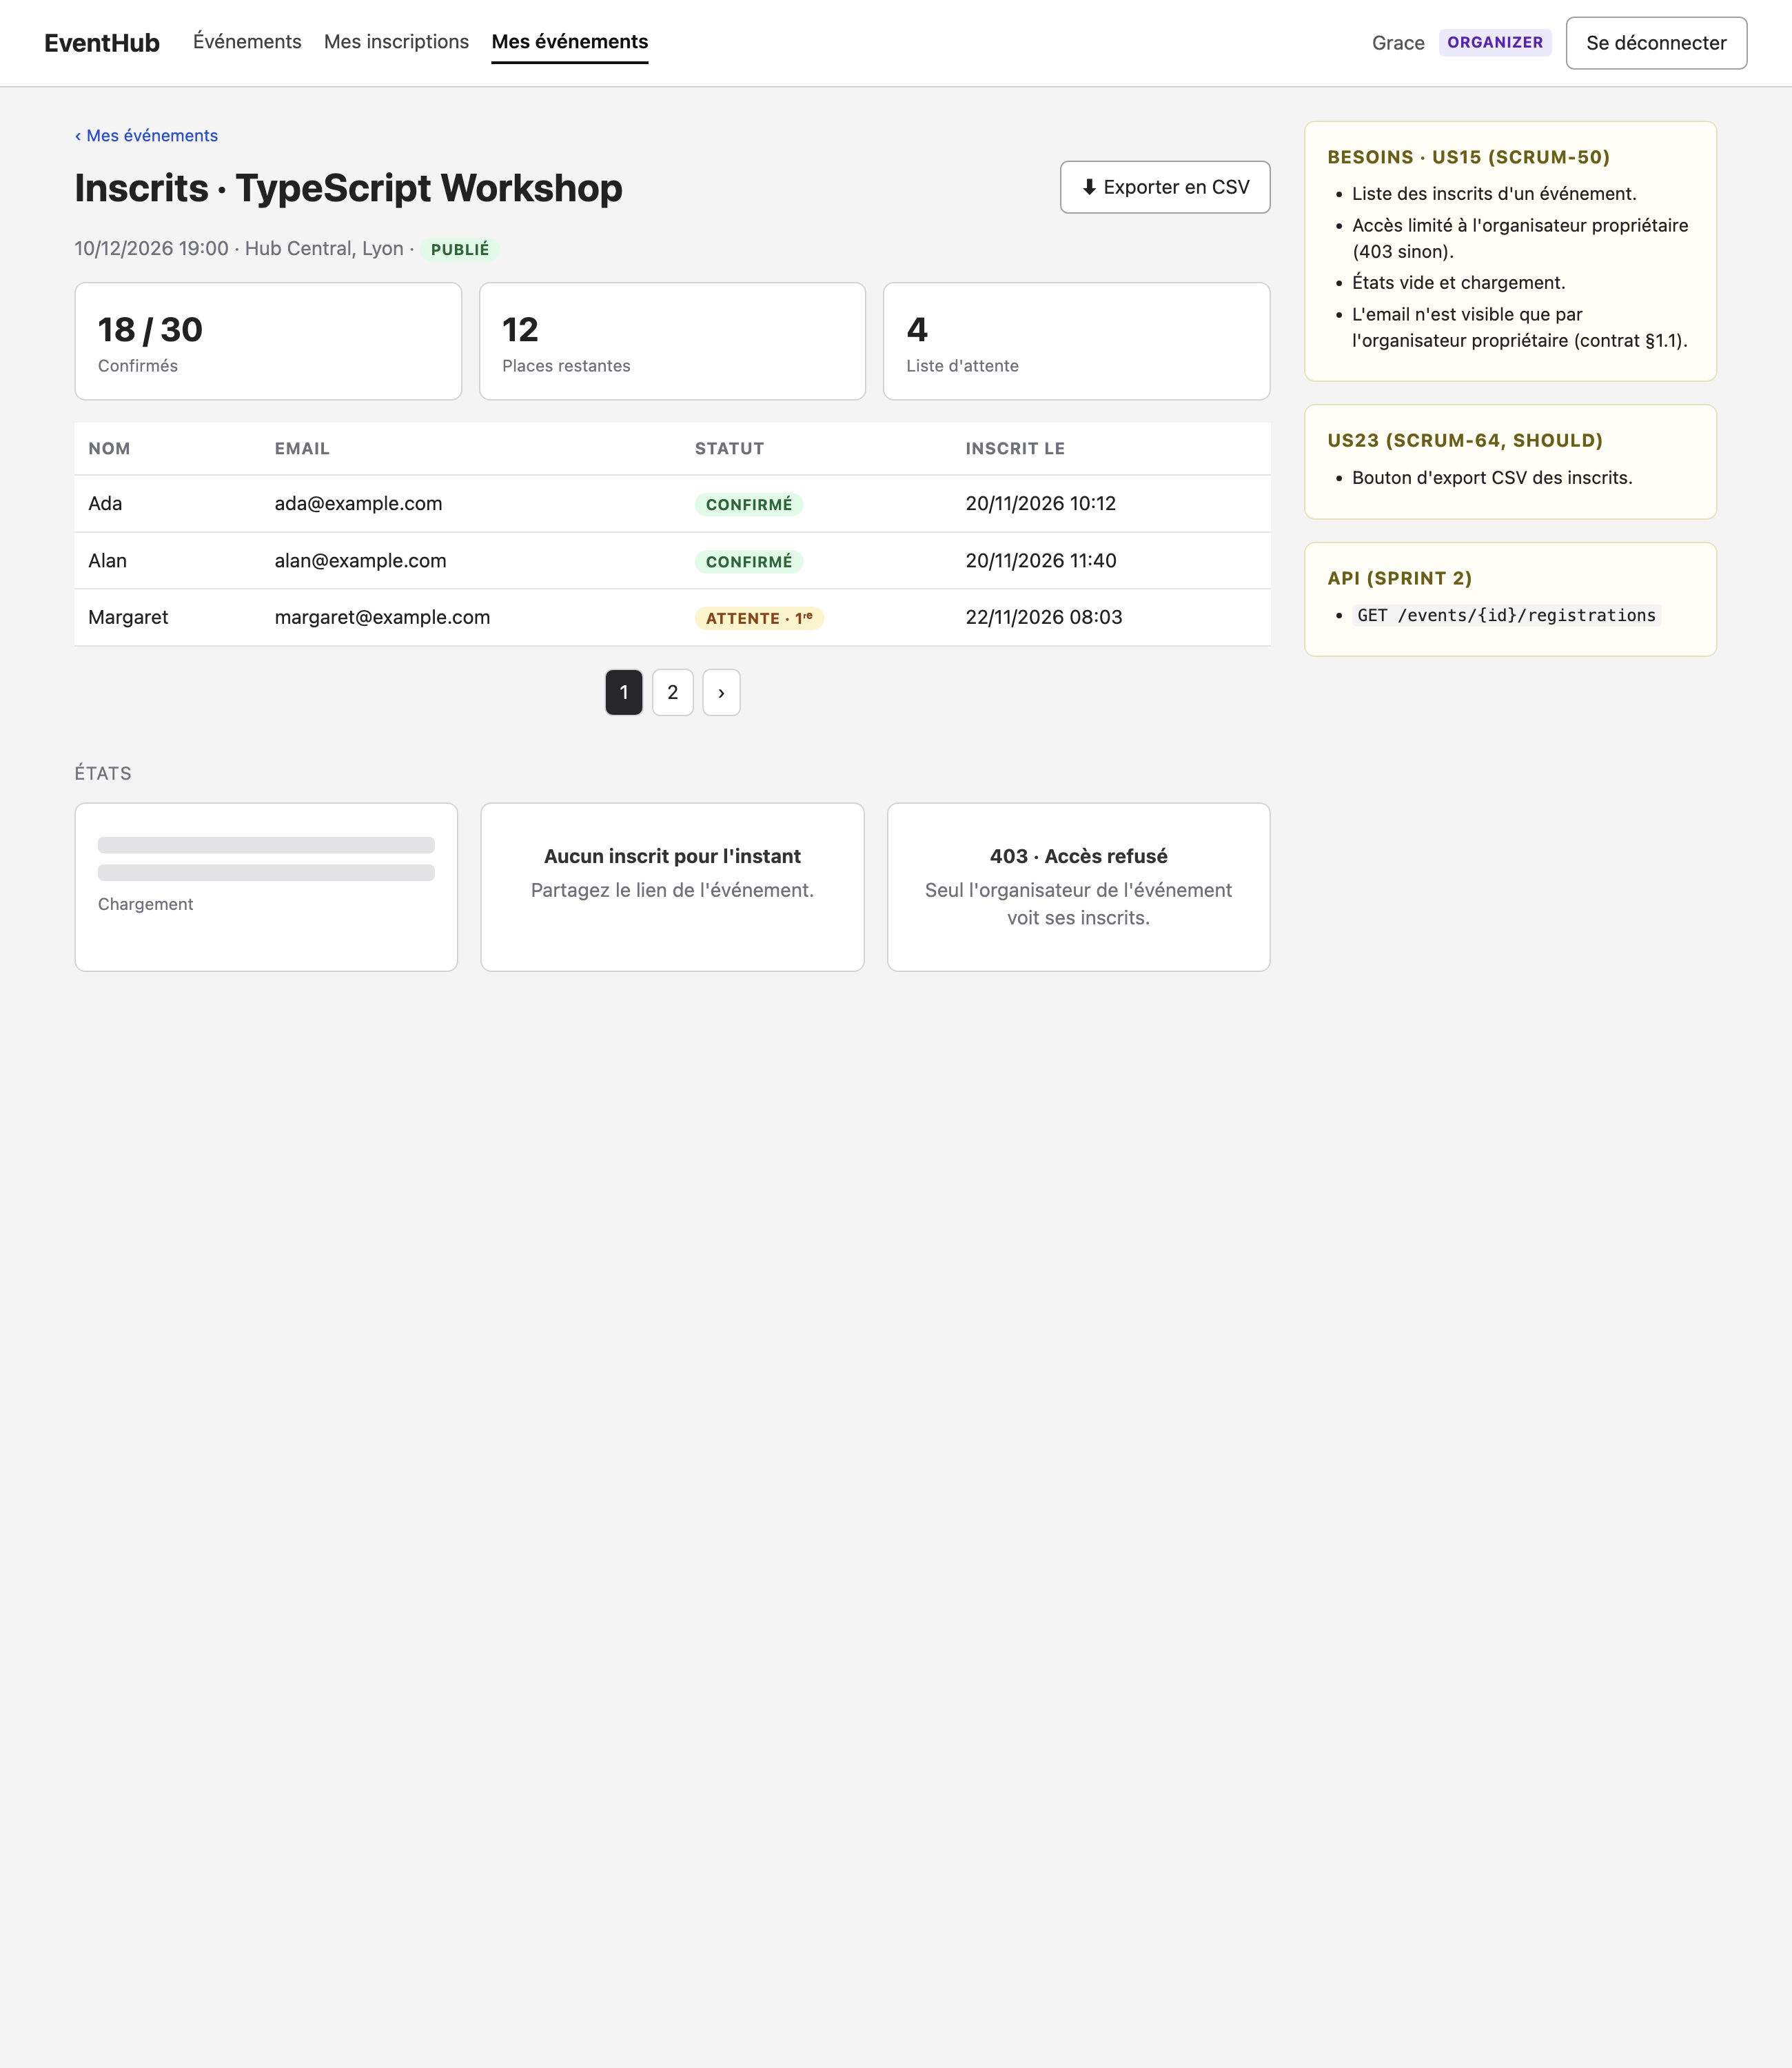 EventHub Événements Mes inscriptions Mes événements Grace ORGANIZER Se déconnecter
‹ Mes événements
Inscrits · TypeScript Workshop
⬇ Exporter en CSV
10/12/2026 19:00 · Hub Central, Lyon · PUBLIÉ
18 / 30
Confirmés
12
Places restantes
4
Liste d'attente
NOM EMAIL STATUT INSCRIT LE
Ada ada@example.com CONFIRMÉ 20/11/2026 10:12
Alan alan@example.com CONFIRMÉ 20/11/2026 11:40
Margaret margaret@example.com ATTENTE · 1re 22/11/2026 08:03
1 2 ›
ÉTATS
Chargement
Aucun inscrit pour l'instant
Partagez le lien de l'événement.
403 · Accès refusé
Seul l'organisateur de l'événement
voit ses inscrits.
BESOINS · US15 (SCRUM-50)
• Liste des inscrits d'un événement.
• Accès limité à l'organisateur propriétaire
(403 sinon).
• États vide et chargement.
• L'email n'est visible que par
l'organisateur propriétaire (contrat §1.1).
US23 (SCRUM-64, SHOULD)
• Bouton d'export CSV des inscrits.
API (SPRINT 2)
• GET /events/{id}/registrations